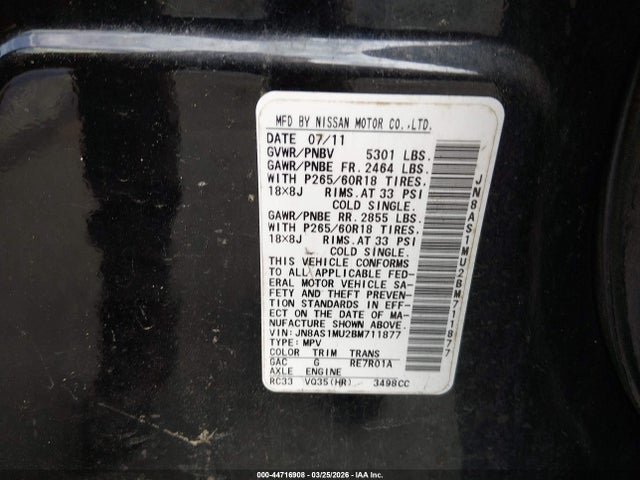 MFD BY NISSAN MOTOR CO.,LTD.
DATE 07/11
GVWR/PNBV 5301 LBS.
GAWR/PNBE FR. 2464 LBS.
WITH P265/60R18 TIRES.
18×8J RIMS. AT 33 PSI
COLD SINGLE.
GAWR/PNBE RR. 2855 LBS.
WITH P265/60R18 TIRES.
18×8J RIMS. AT 33 PSI
COLD SINGLE.
THIS VEHICLE CONFORMS
TO ALL APPLICABLE FED-
ERAL MOTOR VEHICLE SA-
FETY AND THEFT PREVEN-
TION STANDARDS IN EFF-
ECT ON THE DATE OF MA-
NUFACTURE SHOWN ABOVE.
VIN: JN8AS1MU2BM711877
TYPE: MPV
COLOR TRIM TRANS
GAC G RE7R01A
AXLE ENGINE
RC33 VQ35(HR) 3498CC
JN8AS1MU2BM711877
000-44716908 - 03/25/2026 - IAA Inc.